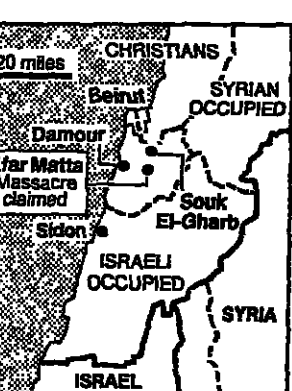 20 miles
CHRISTIANS
SYRIAN
OCCUPIED
Beirut
Damour
far Matta
Massacre
claimed
Souk
El-Gharb
Sidon
ISRAELI
OCCUPIED
SYRIA
ISRAEL